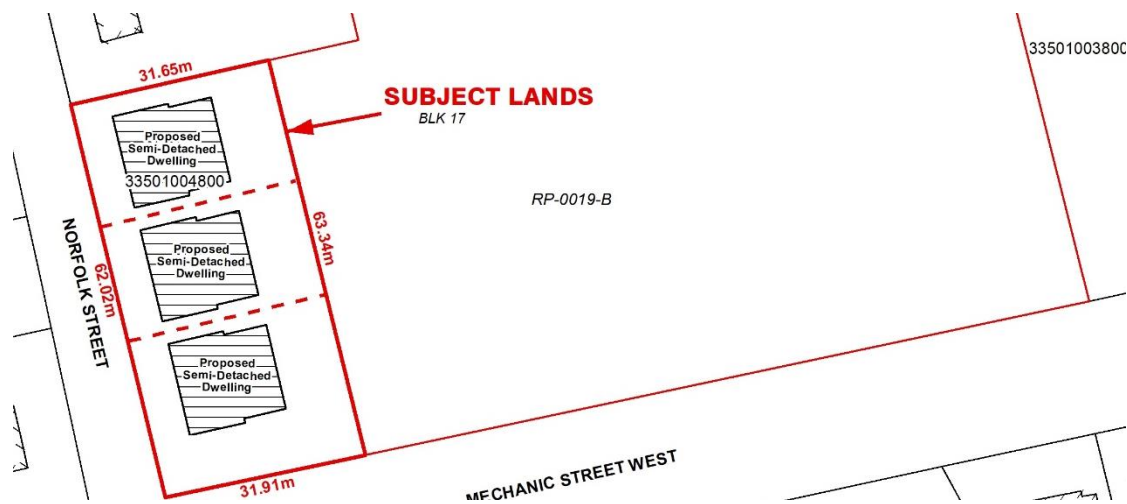 33501003800
31.65m
SUBJECT LANDS
BLK 17
Proposed
Semi-Detached
Dwelling
33501004800
RP-0019-B
NORFOLK STREET
62.02m
63.34m
Proposed
Semi-Detached
Dwelling
Proposed
Semi-Detached
Dwelling
31.91m
MECHANIC STREET WEST